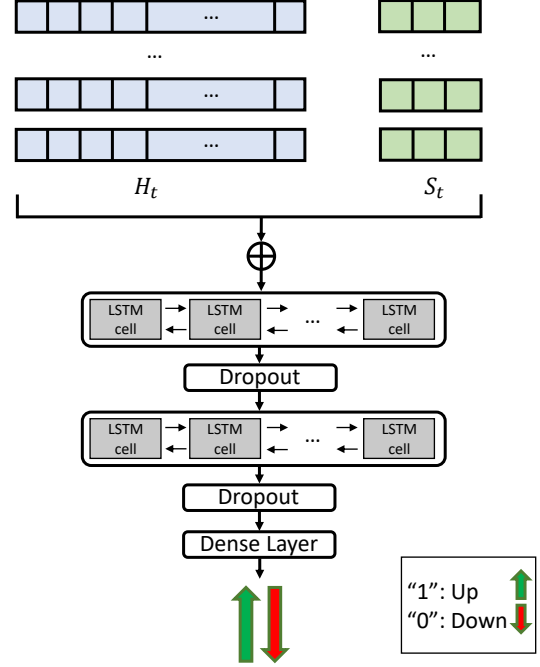 ...
... ...
...
...
H_t S_t
LSTM cell LSTM cell ... LSTM cell
Dropout
LSTM cell LSTM cell ... LSTM cell
Dropout
Dense Layer
“1”: Up
“0”: Down